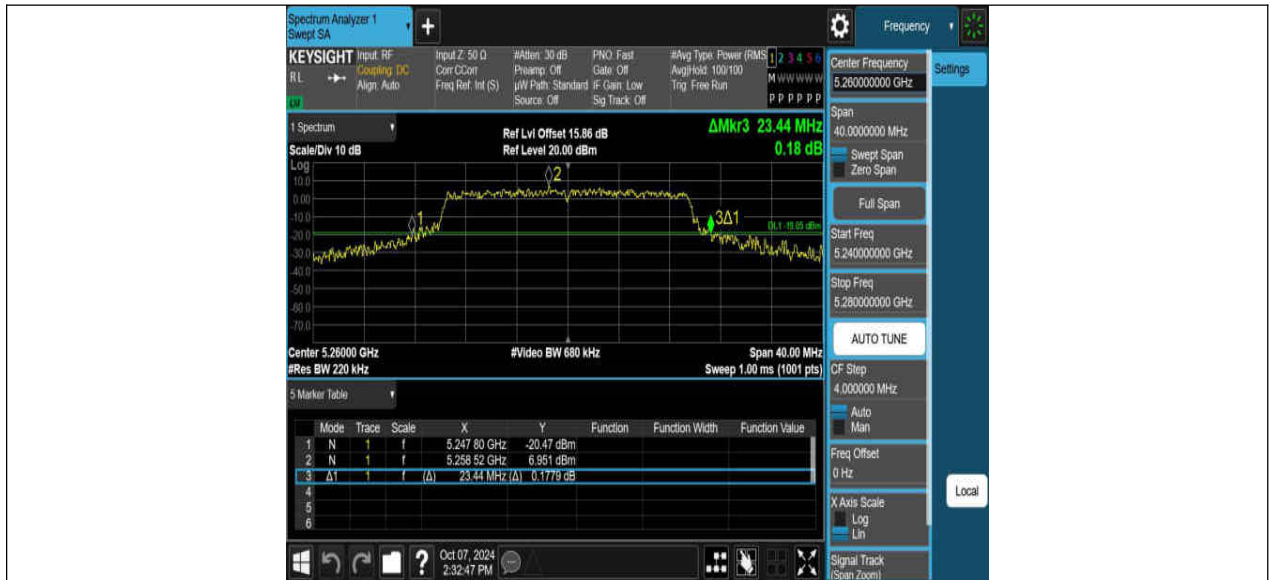 Spectrum Analyzer 1
Swept SA
+
Frequency
KEYSIGHT
RL
Input: RF
Coupling: DC
Align: Auto
Input Z: 50 Ω
Corr CCorr
Freq Ref: Int (S)
#Atten: 30 dB
Preamp: Off
µW Path: Standard
Source: Off
PNO: Fast
Gate: Off
IF Gain: Low
Sig Track: Off
#Avg Type: Power (RMS
Avg|Hold: 100/100
Trig: Free Run
1 2 3 4 5 6
M W W W W W
P P P P P P
1 Spectrum
Scale/Div 10 dB
Ref Lvl Offset 15.86 dB
Ref Level 20.00 dBm
ΔMkr3 23.44 MHz
0.18 dB
Log
10.0
0.00
-10.0
-20.0
-30.0
-40.0
-50.0
-60.0
-70.0
2
1
3Δ1
DL1 -19.05 dBm
Center 5.26000 GHz
#Res BW 220 kHz
#Video BW 680 kHz
Span 40.00 MHz
Sweep 1.00 ms (1001 pts)
5 Marker Table
Mode Trace Scale X Y Function Function Width Function Value
1 N 1 f 5.247 80 GHz -20.47 dBm
2 N 1 f 5.258 52 GHz 6.951 dBm
3 Δ1 1 f (Δ) 23.44 MHz (Δ) 0.1779 dB
4
5
6
?
Oct 07, 2024
2:32:47 PM
Center Frequency
5.260000000 GHz
Settings
Span
40.0000000 MHz
Swept Span
Zero Span
Full Span
Start Freq
5.240000000 GHz
Stop Freq
5.280000000 GHz
AUTO TUNE
CF Step
4.000000 MHz
Auto
Man
Freq Offset
0 Hz
X Axis Scale
Log
Lin
Local
Signal Track
(Span Zoom)